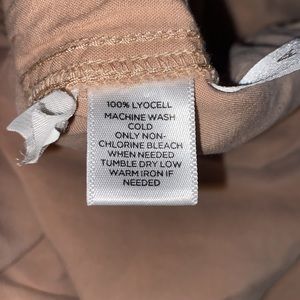 100% LYOCELL
MACHINE WASH
COLD
ONLY NON-
CHLORINE BLEACH
WHEN NEEDED
TUMBLE DRY LOW
WARM IRON IF
NEEDED